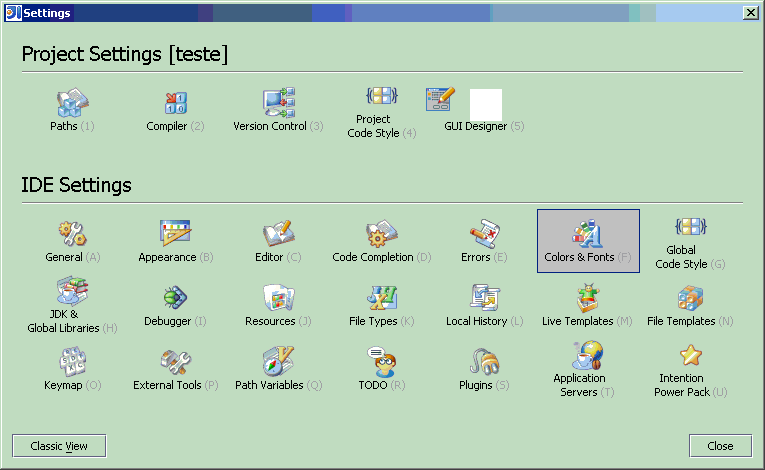 Settings
Project Settings [teste]
Paths (1)
Compiler (2)
Version Control (3)
Project
Code Style (4)
GUI Designer (5)
IDE Settings
General (A)
Appearance (B)
Editor (C)
Code Completion (D)
Errors (E)
Colors & Fonts (F)
Global
Code Style (G)
JDK &
Global Libraries (H)
Debugger (I)
Resources (J)
File Types (K)
Local History (L)
Live Templates (M)
File Templates (N)
Keymap (O)
External Tools (P)
Path Variables (Q)
TODO (R)
Plugins (S)
Application
Servers (T)
Intention
Power Pack (U)
Classic View
Close